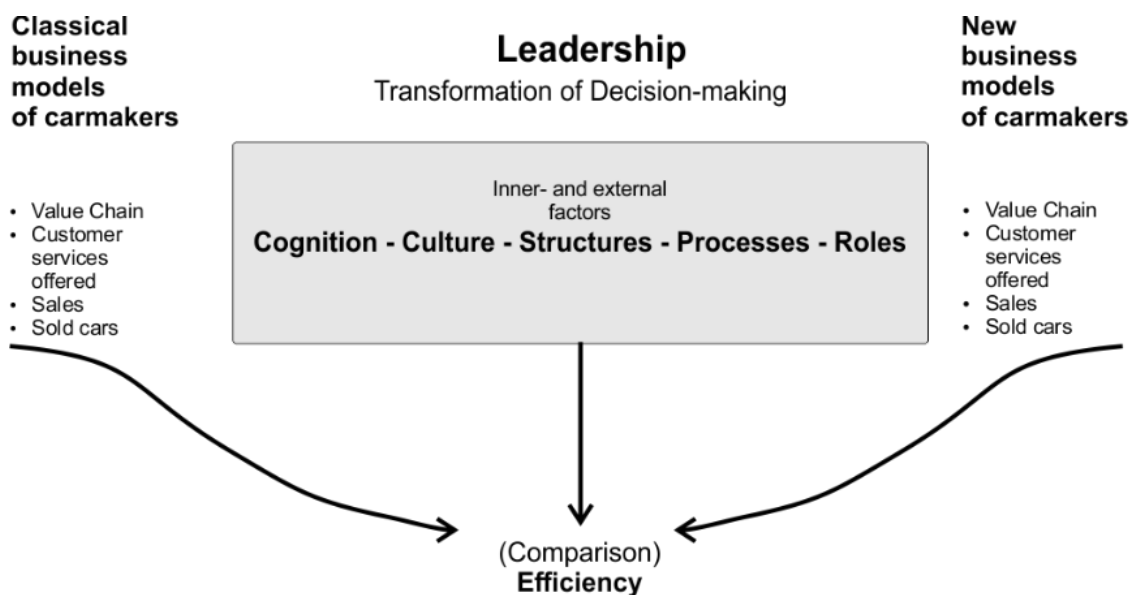 Classical
business
models
of carmakers
• Value Chain
• Customer
services
offered
• Sales
• Sold cars
Leadership
Transformation of Decision-making
Inner- and external
factors
Cognition - Culture - Structures - Processes - Roles
New
business
models
of carmakers
• Value Chain
• Customer
services
offered
• Sales
• Sold cars
(Comparison)
Efficiency